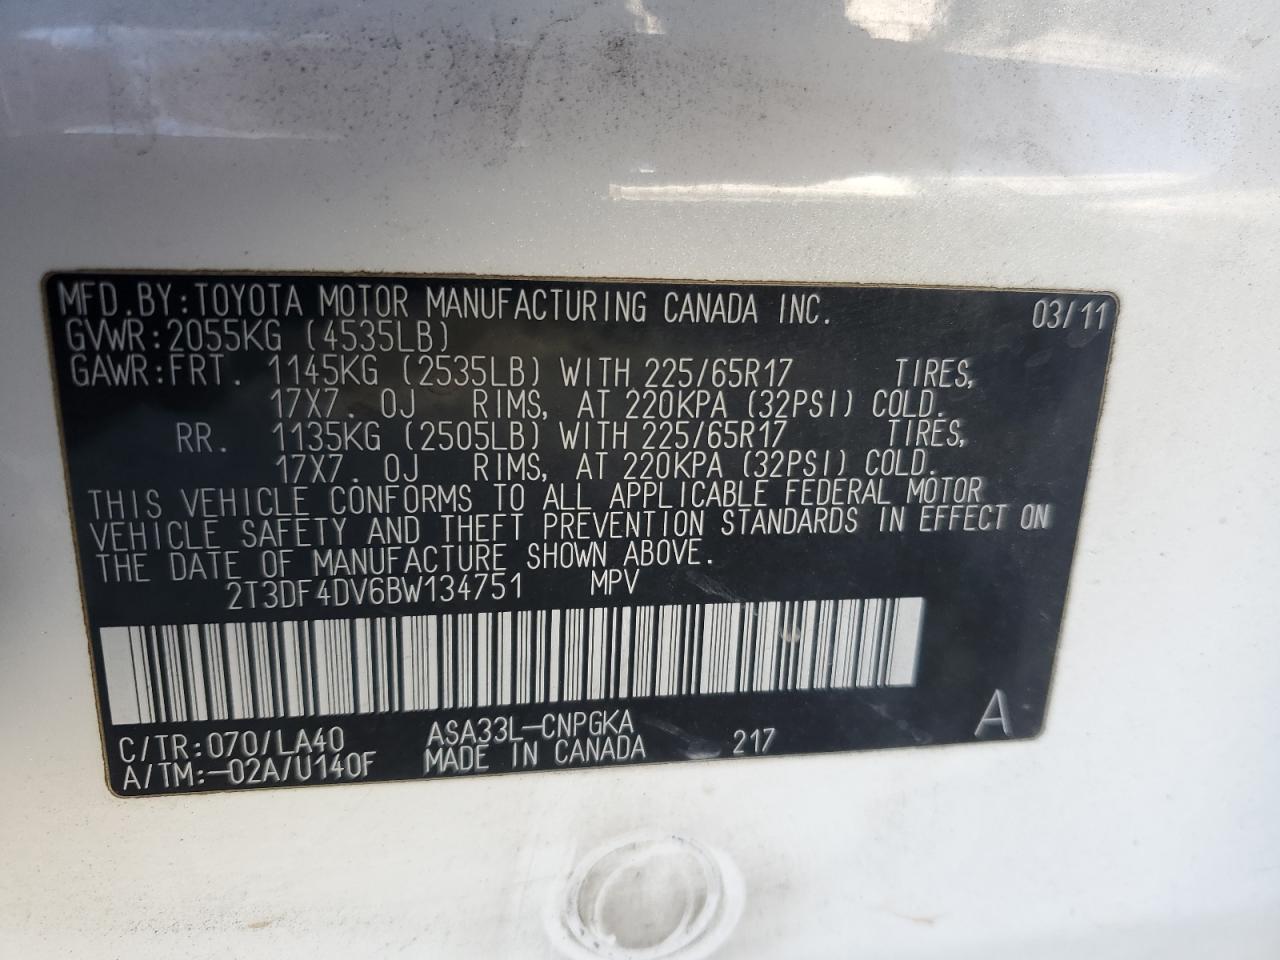 MFD.BY:TOYOTA MOTOR MANUFACTURING CANADA INC. 03/11
GVWR:2055KG (4535LB)
GAWR:FRT. 1145KG (2535LB) WITH 225/65R17 TIRES,
17X7.0J RIMS, AT 220KPA (32PSI) COLD.
RR. 1135KG (2505LB) WITH 225/65R17 TIRES,
17X7.0J RIMS, AT 220KPA (32PSI) COLD.
THIS VEHICLE CONFORMS TO ALL APPLICABLE FEDERAL MOTOR
VEHICLE SAFETY AND THEFT PREVENTION STANDARDS IN EFFECT ON
THE DATE OF MANUFACTURE SHOWN ABOVE.
2T3DF4DV6BW134751 MPV
C/TR:070/LA40 ASA33L-CNPGKA A
A/TM:-02A/U140F MADE IN CANADA 217